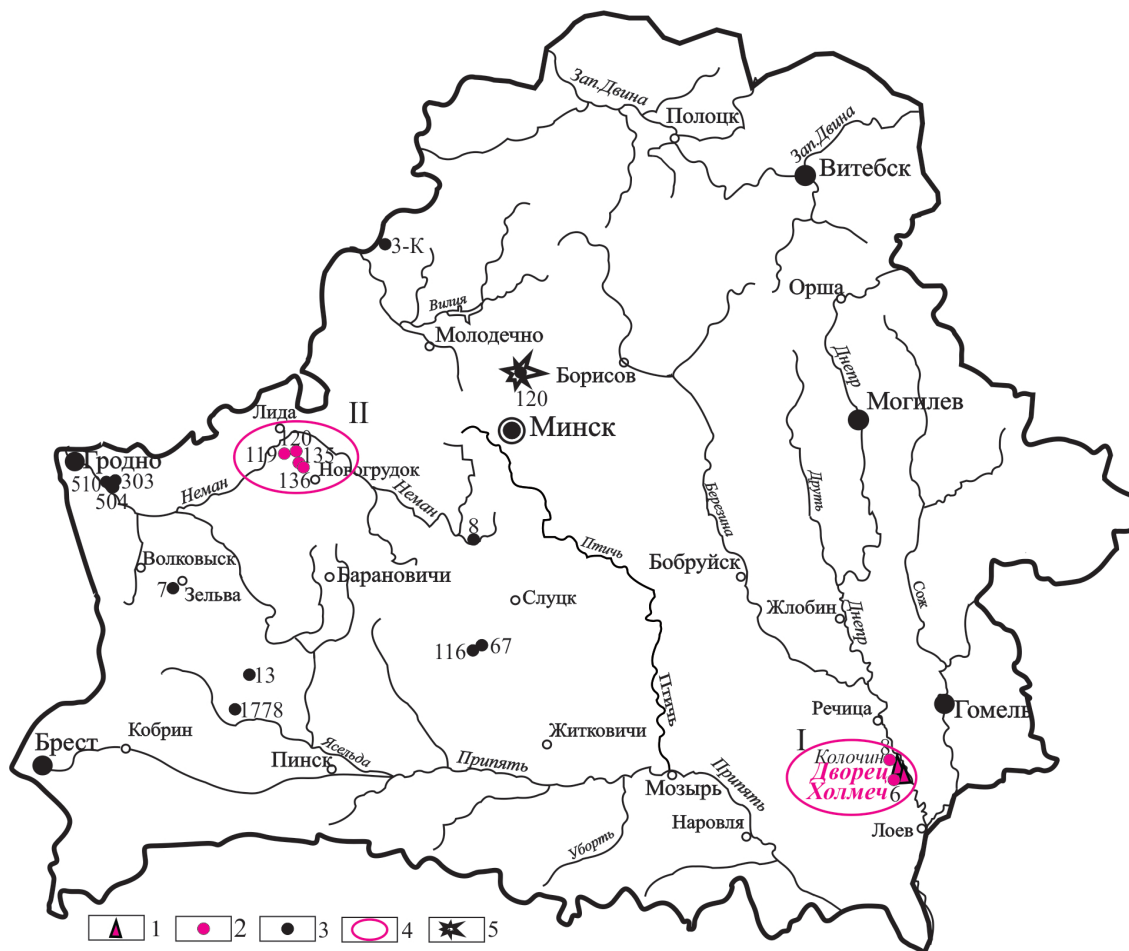 Зап.Двина
Полоцк
Зап.Двина
Витебск
3-К
Орша
Вилия
Молодечно
Борисов
120
Днепр
Могилев
Минск
Лида
II
120
119
135
Новогрудок
136
Гродно
510
303
504
Неман
Неман
8
Птичь
Березина
Друть
Волковыск
7
Зельва
Барановичи
Слуцк
Бобруйск
Жлобин
Днепр
Сож
116
67
13
1778
Птичь
Речица
Гомель
Брест
Кобрин
Ясельда
Пинск
Припять
Житковичи
Мозырь
Припять
I
8
Колочин
Дворец
Холмеч
6
Наровля
Лоев
Уборть
1 2 3 4 5